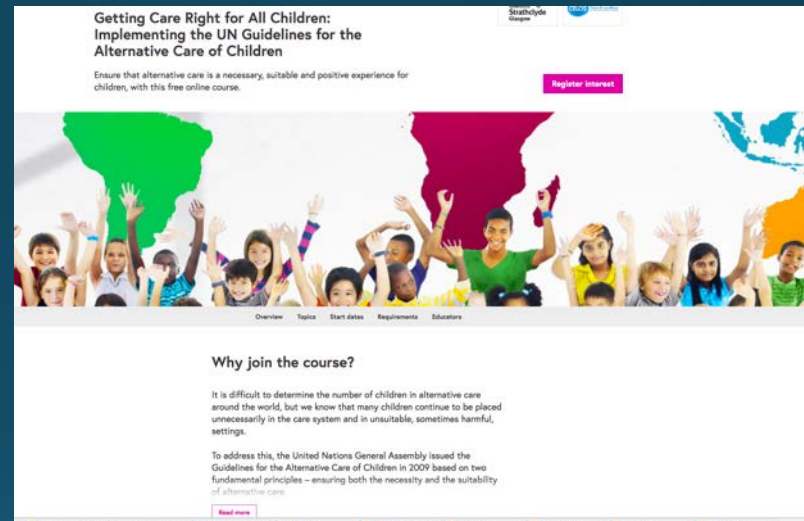 Getting Care Right for All Children:
Implementing the UN Guidelines for the
Alternative Care of Children
Strathclyde
Glasgow
Ensure that alternative care is a necessary, suitable and positive experience for
children, with this free online course.
Register interest
Overview Topics Start dates Requirements Educators
Why join the course?
It is difficult to determine the number of children in alternative care
around the world, but we know that many children continue to be placed
unnecessarily in the care system and in unsuitable, sometimes harmful,
settings.
To address this, the United Nations General Assembly issued the
Guidelines for the Alternative Care of Children in 2009 based on two
fundamental principles – ensuring both the necessity and the suitability
of alternative care.
Read more